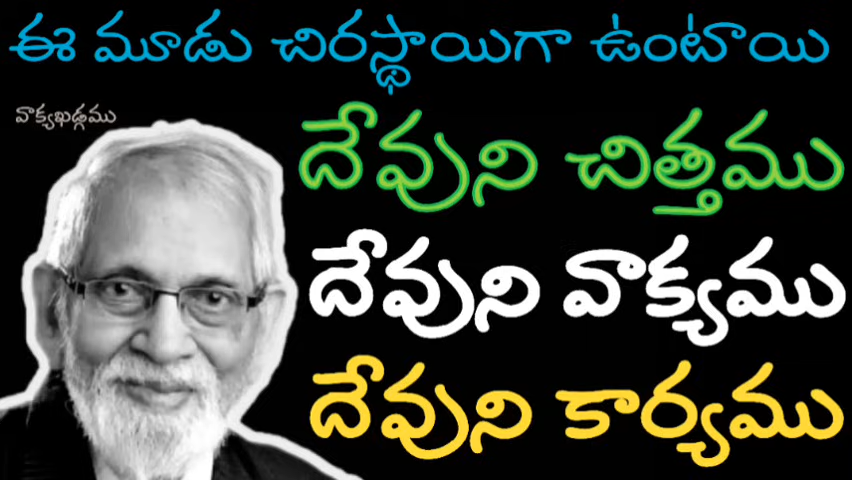 ఈ మూడు చిరస్థాయిగా ఉంటాయి
వాక్యఖడ్గము
దేవుని చిత్తము
దేవుని వాక్యము
దేవుని కార్యము